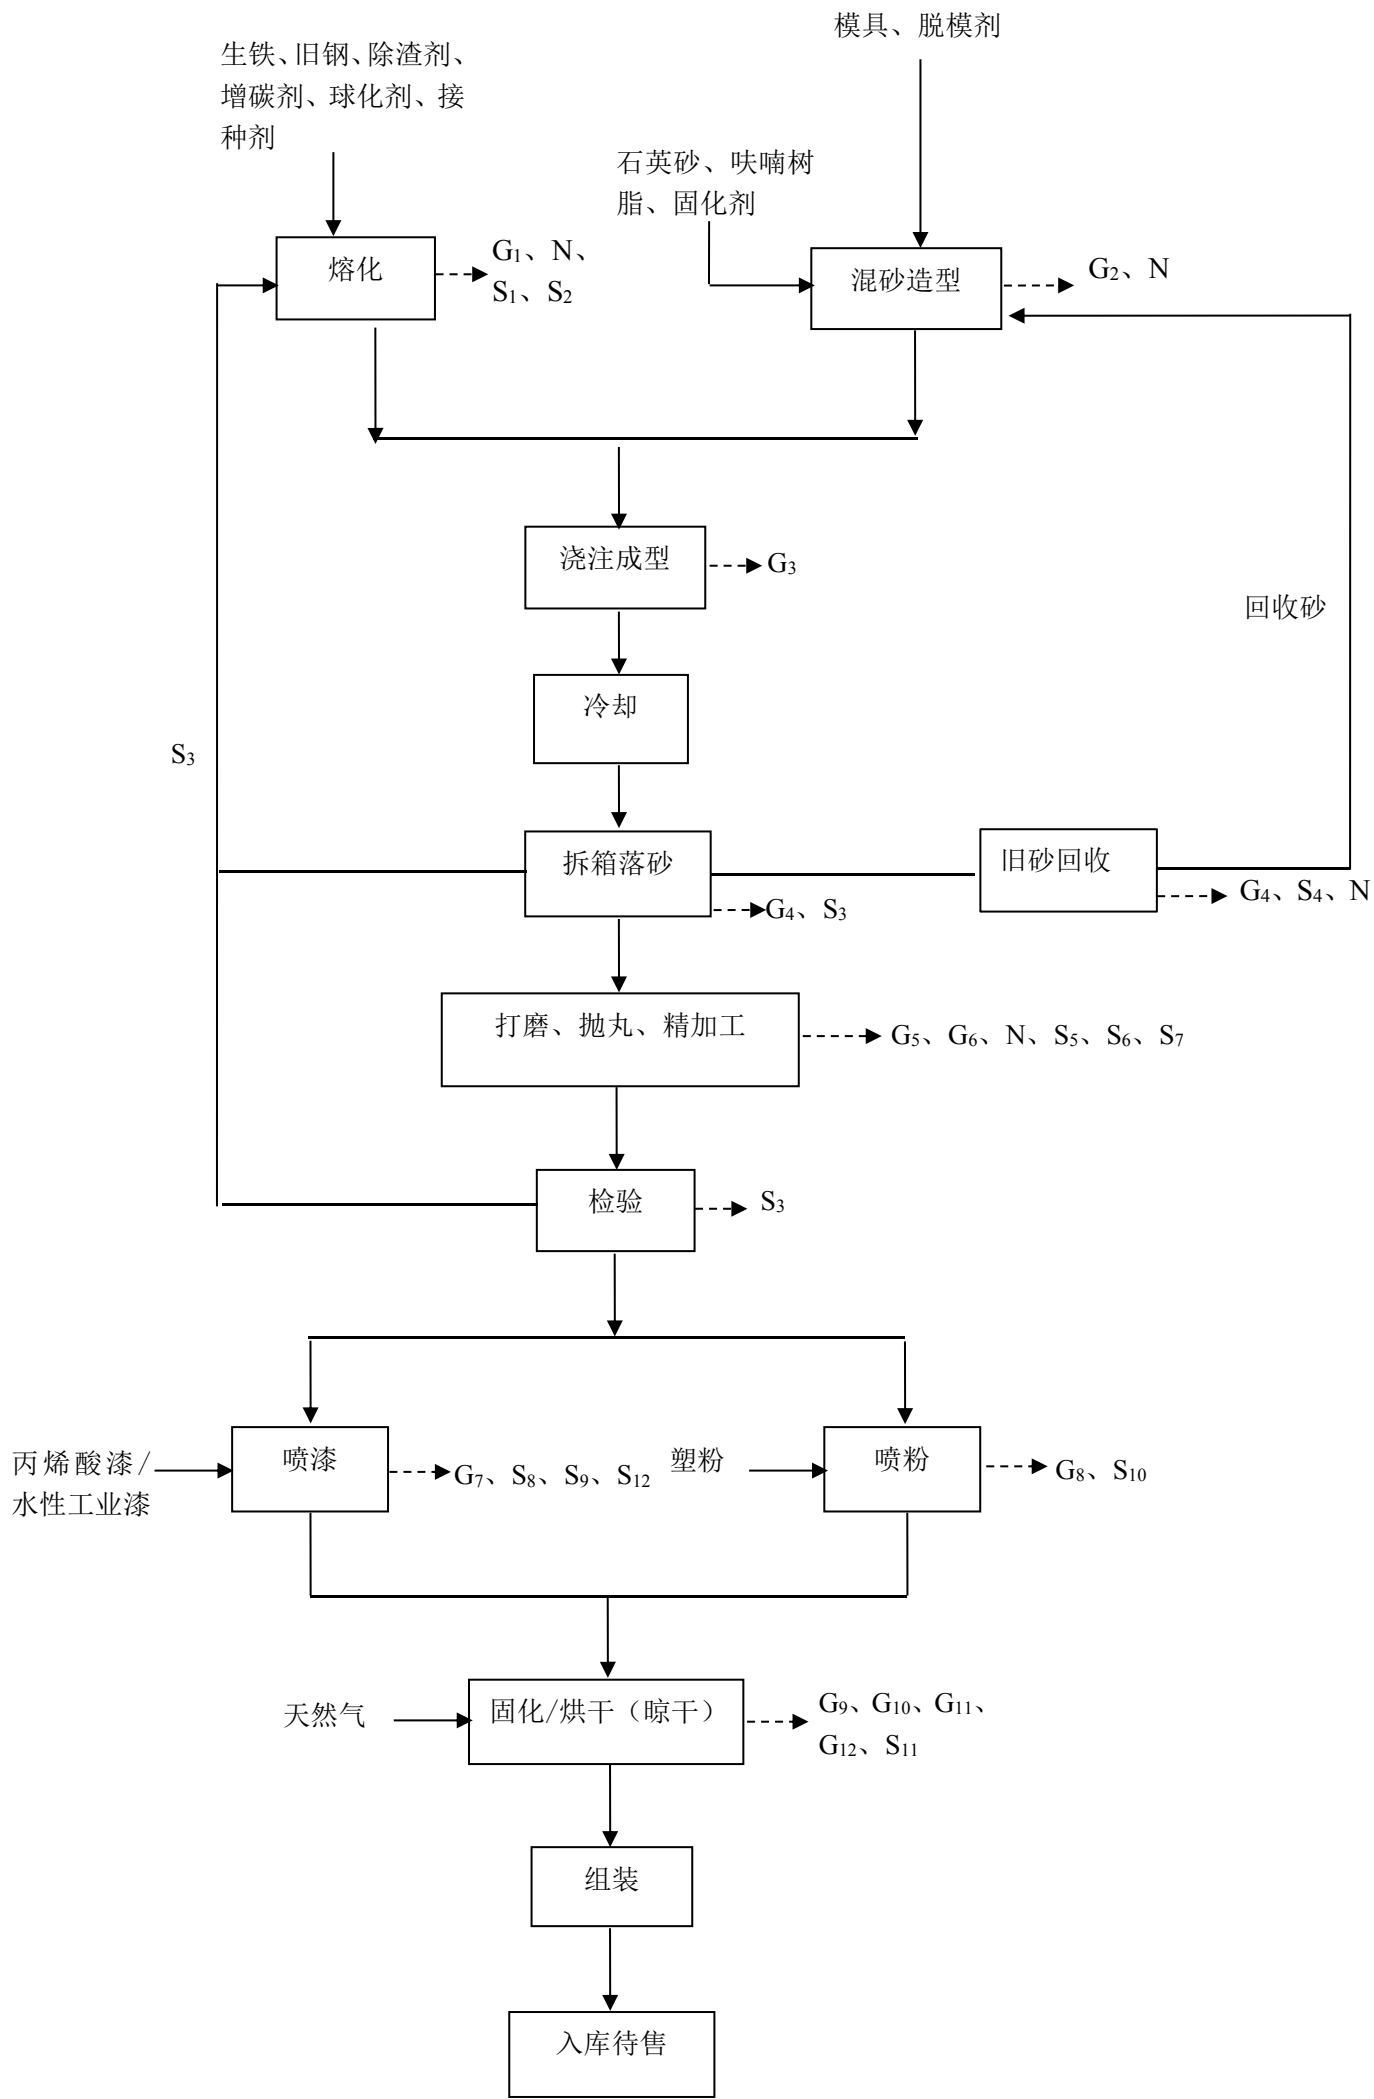 模具、脱模剂
生铁、旧钢、除渣剂、
增碳剂、球化剂、接
种剂
石英砂、呋喃树
脂、固化剂
熔化
G₁、N、
S₁、S₂
混砂造型
G₂、N
浇注成型
G₃
回收砂
冷却
S₃
拆箱落砂
G₄、S₃
旧砂回收
G₄、S₄、N
打磨、抛丸、精加工
G₅、G₆、N、S₅、S₆、S₇
检验
S₃
丙烯酸漆/
水性工业漆
喷漆
G₇、S₈、S₉、S₁₂
塑粉
喷粉
G₈、S₁₀
天然气
固化/烘干（晾干）
G₉、G₁₀、G₁₁、
G₁₂、S₁₁
组装
入库待售